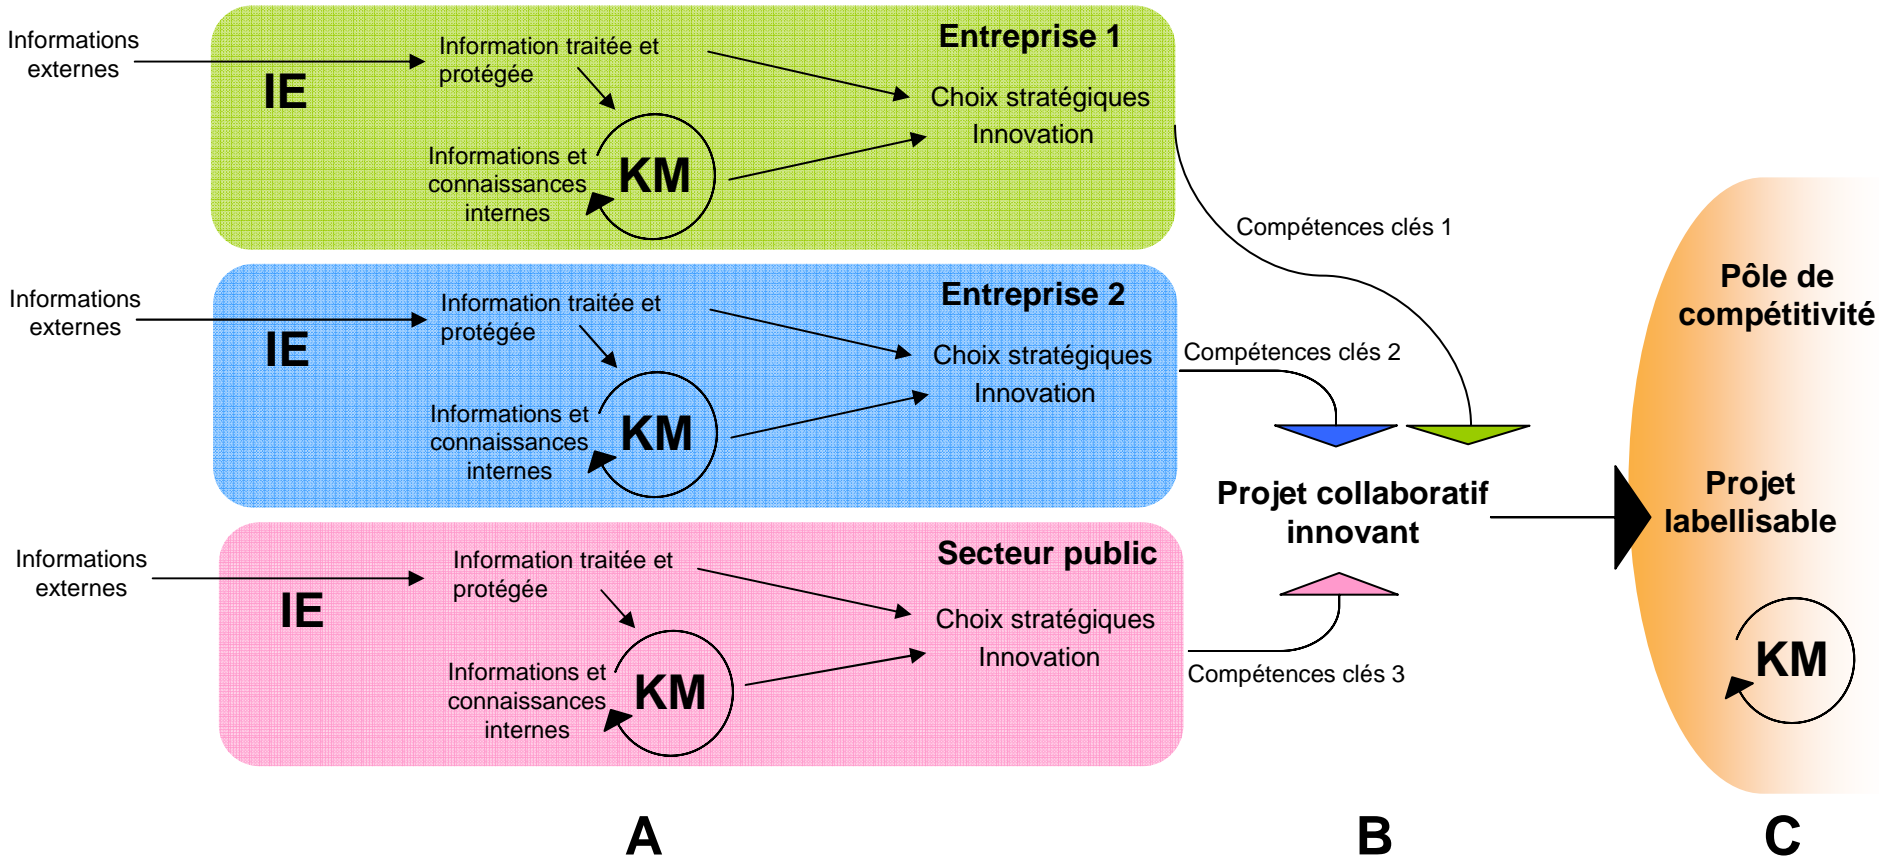 Informations
externes
IE
Information traitée et
protégée
Entreprise 1
Choix stratégiques
Innovation
Informations et
connaissances
internes
KM
Compétences clés 1
Informations
externes
IE
Information traitée et
protégée
Entreprise 2
Choix stratégiques
Innovation
Informations et
connaissances
internes
KM
Compétences clés 2
Informations
externes
IE
Information traitée et
protégée
Secteur public
Choix stratégiques
Innovation
Informations et
connaissances
internes
KM
Compétences clés 3
Projet collaboratif
innovant
Pôle de
compétitivité
Projet
labellisable
KM
A
B
C